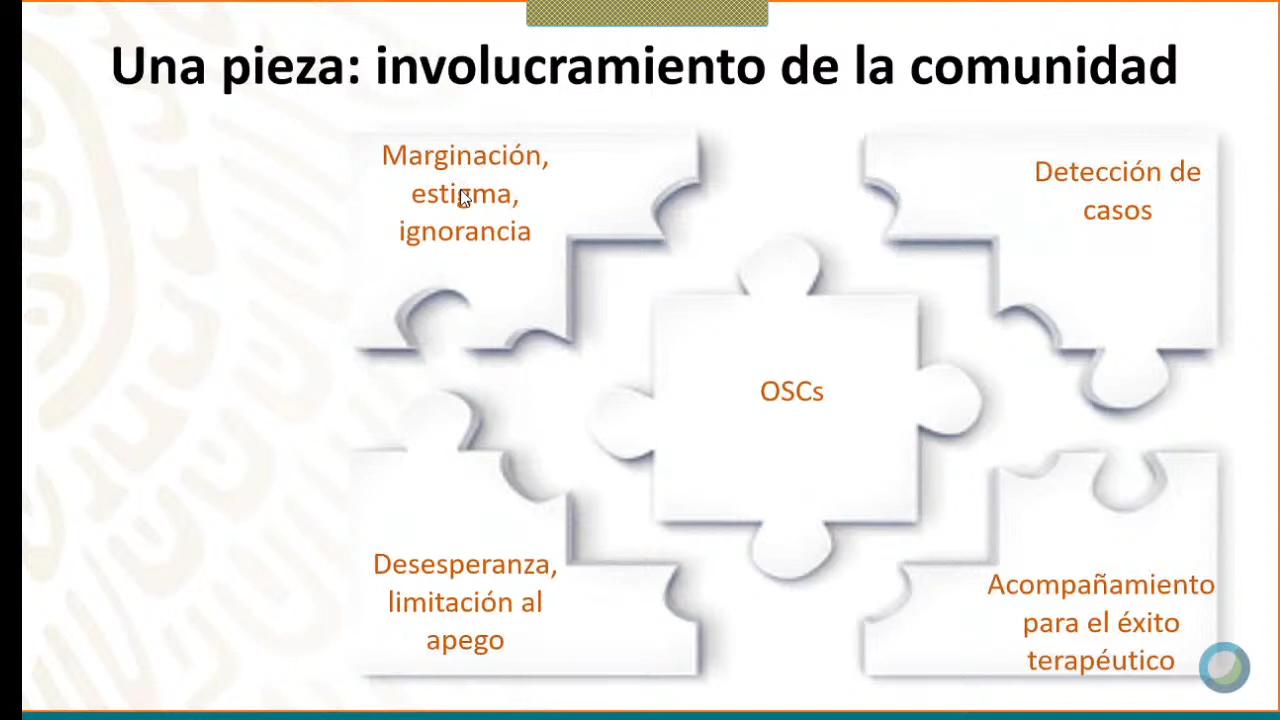 Una pieza: involucramiento de la comunidad
Marginación,
estigma,
ignorancia
Detección de
casos
OSCs
Desesperanza,
limitación al
apego
Acompañamiento
para el éxito
terapéutico